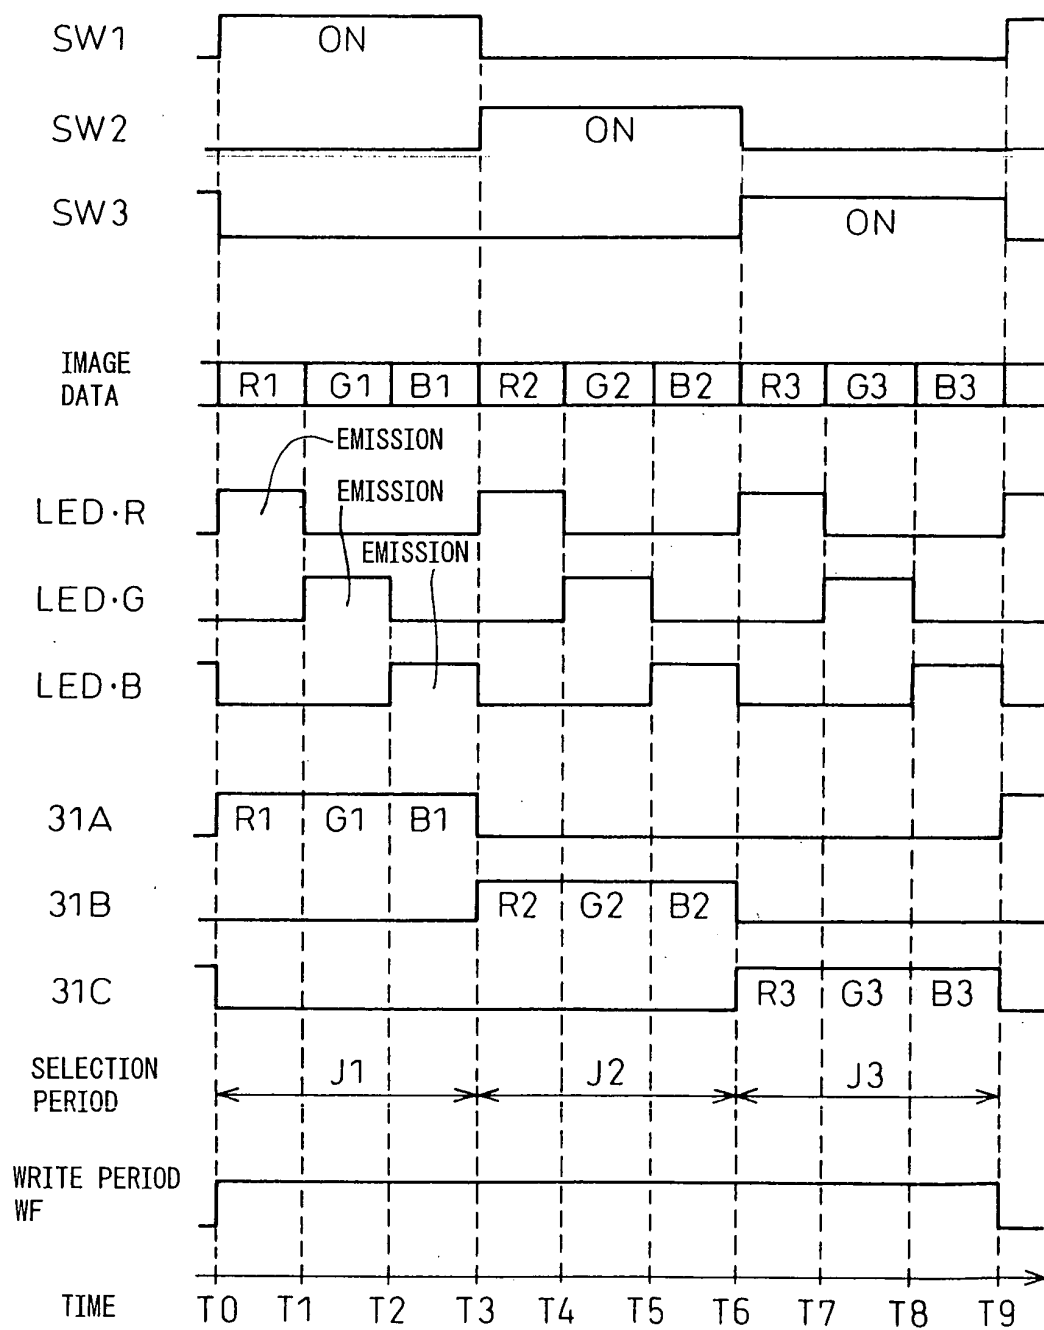 SW1 ON
SW2 ON
SW3 ON
IMAGE
DATA
R1 G1 B1 R2 G2 B2 R3 G3 B3
EMISSION
EMISSION
LED·R
EMISSION
LED·G
LED·B
31A R1 G1 B1
31B R2 G2 B2
31C R3 G3 B3
SELECTION
PERIOD
J1 J2 J3
WRITE PERIOD
WF
TIME T0 T1 T2 T3 T4 T5 T6 T7 T8 T9